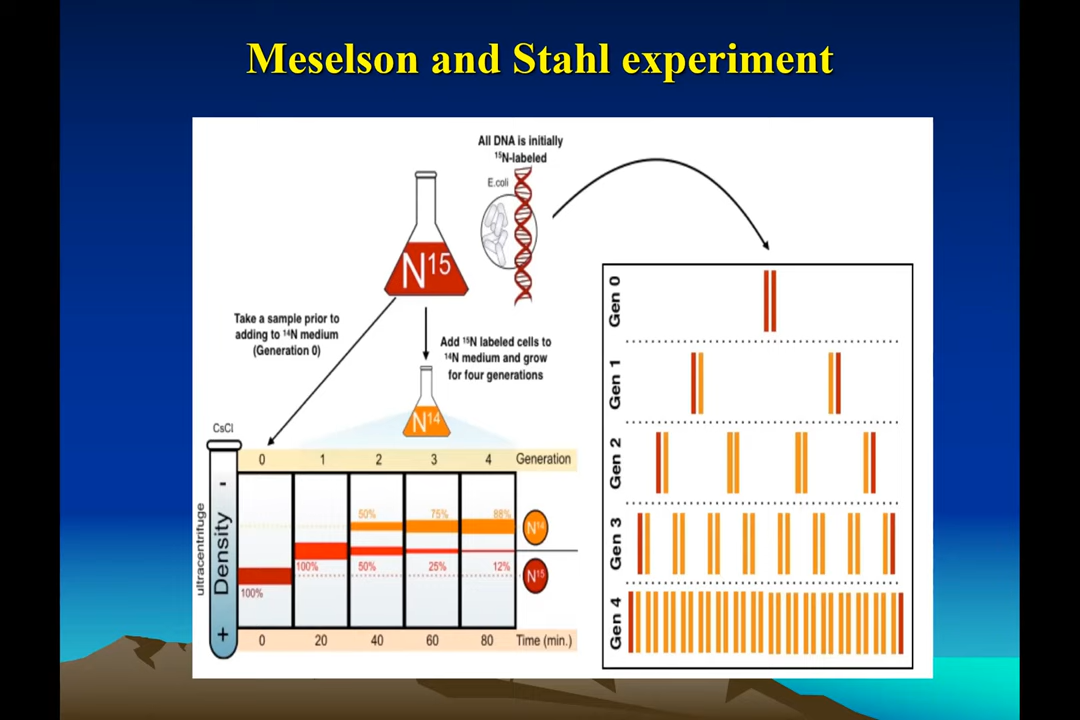 Meselson and Stahl experiment
All DNA is initially
¹⁵N-labeled
E.coli
N¹⁵
Take a sample prior to
adding to ¹⁴N medium
(Generation 0)
Add ¹⁵N labeled cells to
¹⁴N medium and grow
for four generations
N¹⁴
CsCl
0 1 2 3 4 Generation
ultracentrifuge
- Density +
50% 75% 88%
N¹⁴
100% 50% 25% 12%
N¹⁵
100%
0 20 40 60 80 Time (min.)
Gen 0
Gen 1
Gen 2
Gen 3
Gen 4